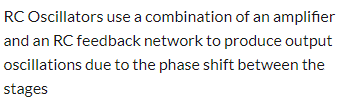 RC Oscillators use a combination of an amplifier
and an RC feedback network to produce output
oscillations due to the phase shift between the
stages